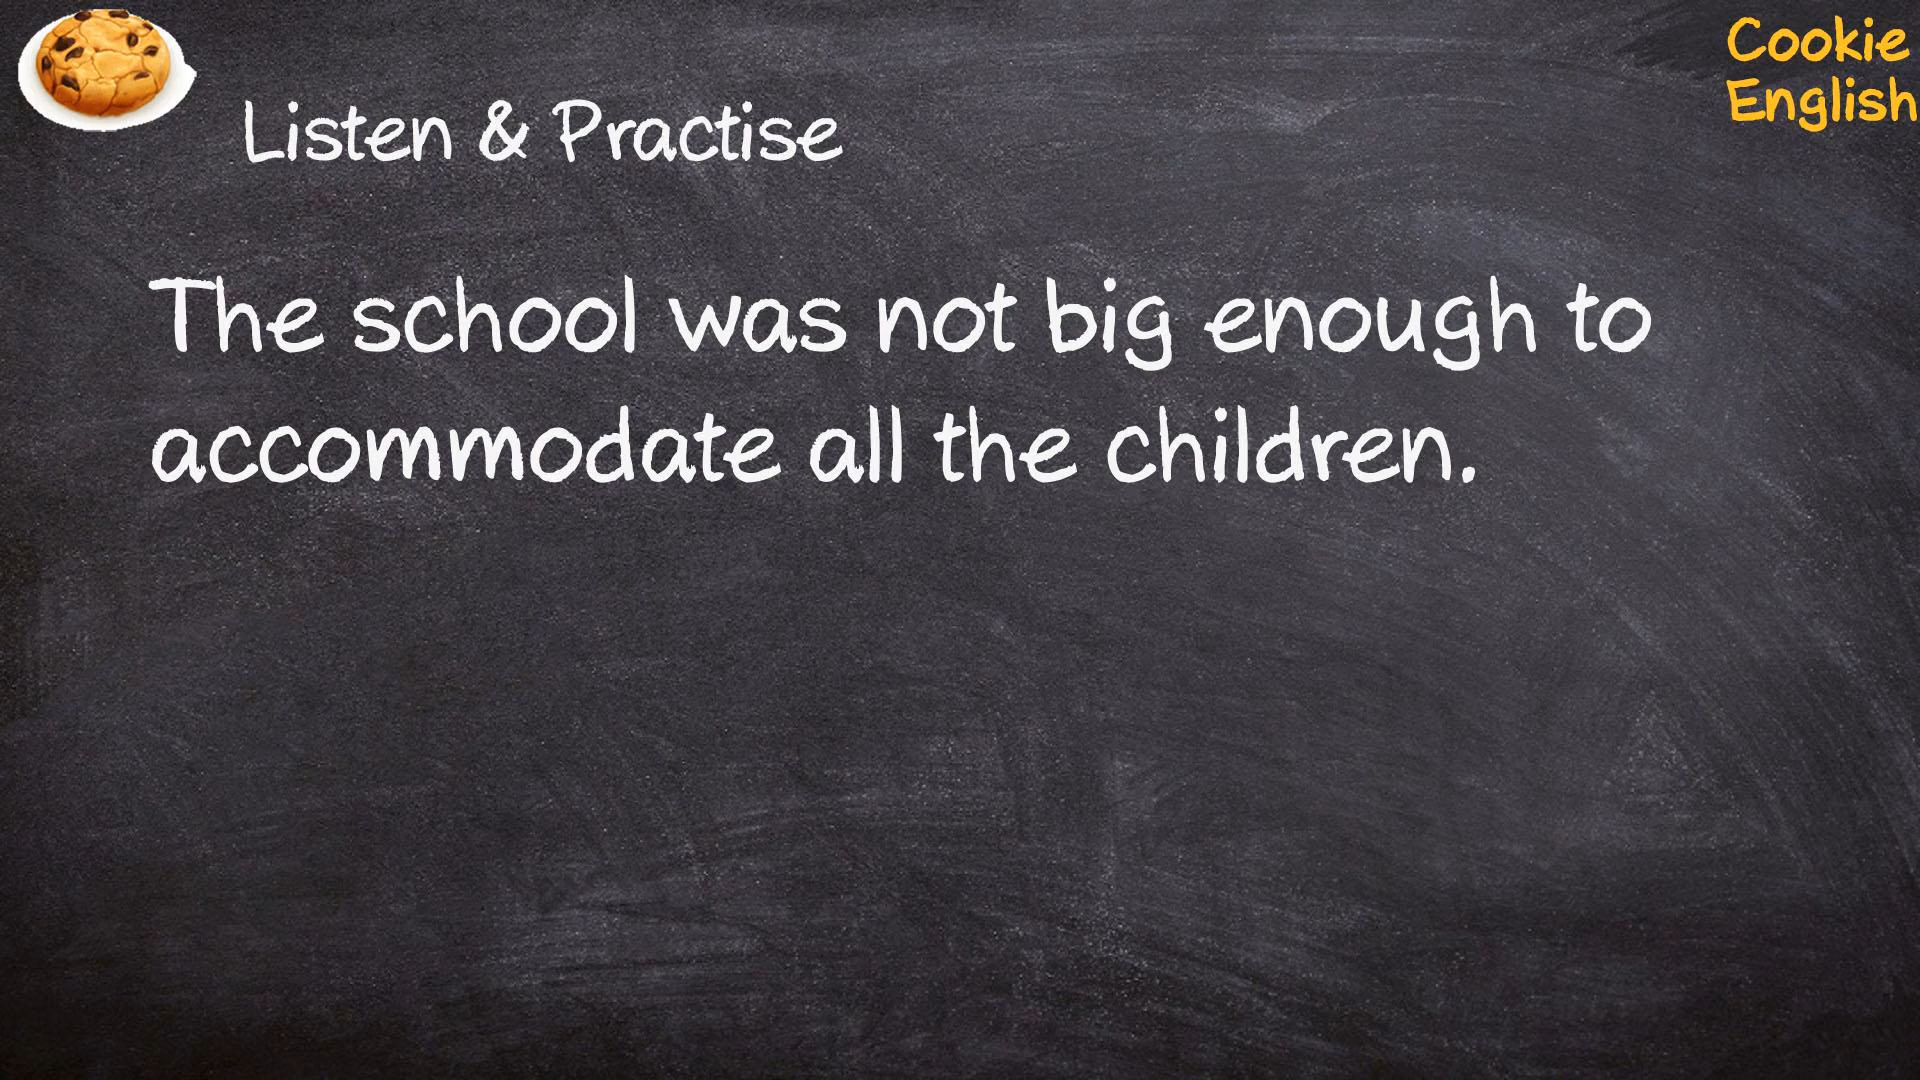 Cookie
English
Listen & Practise
The school was not big enough to
accommodate all the children.